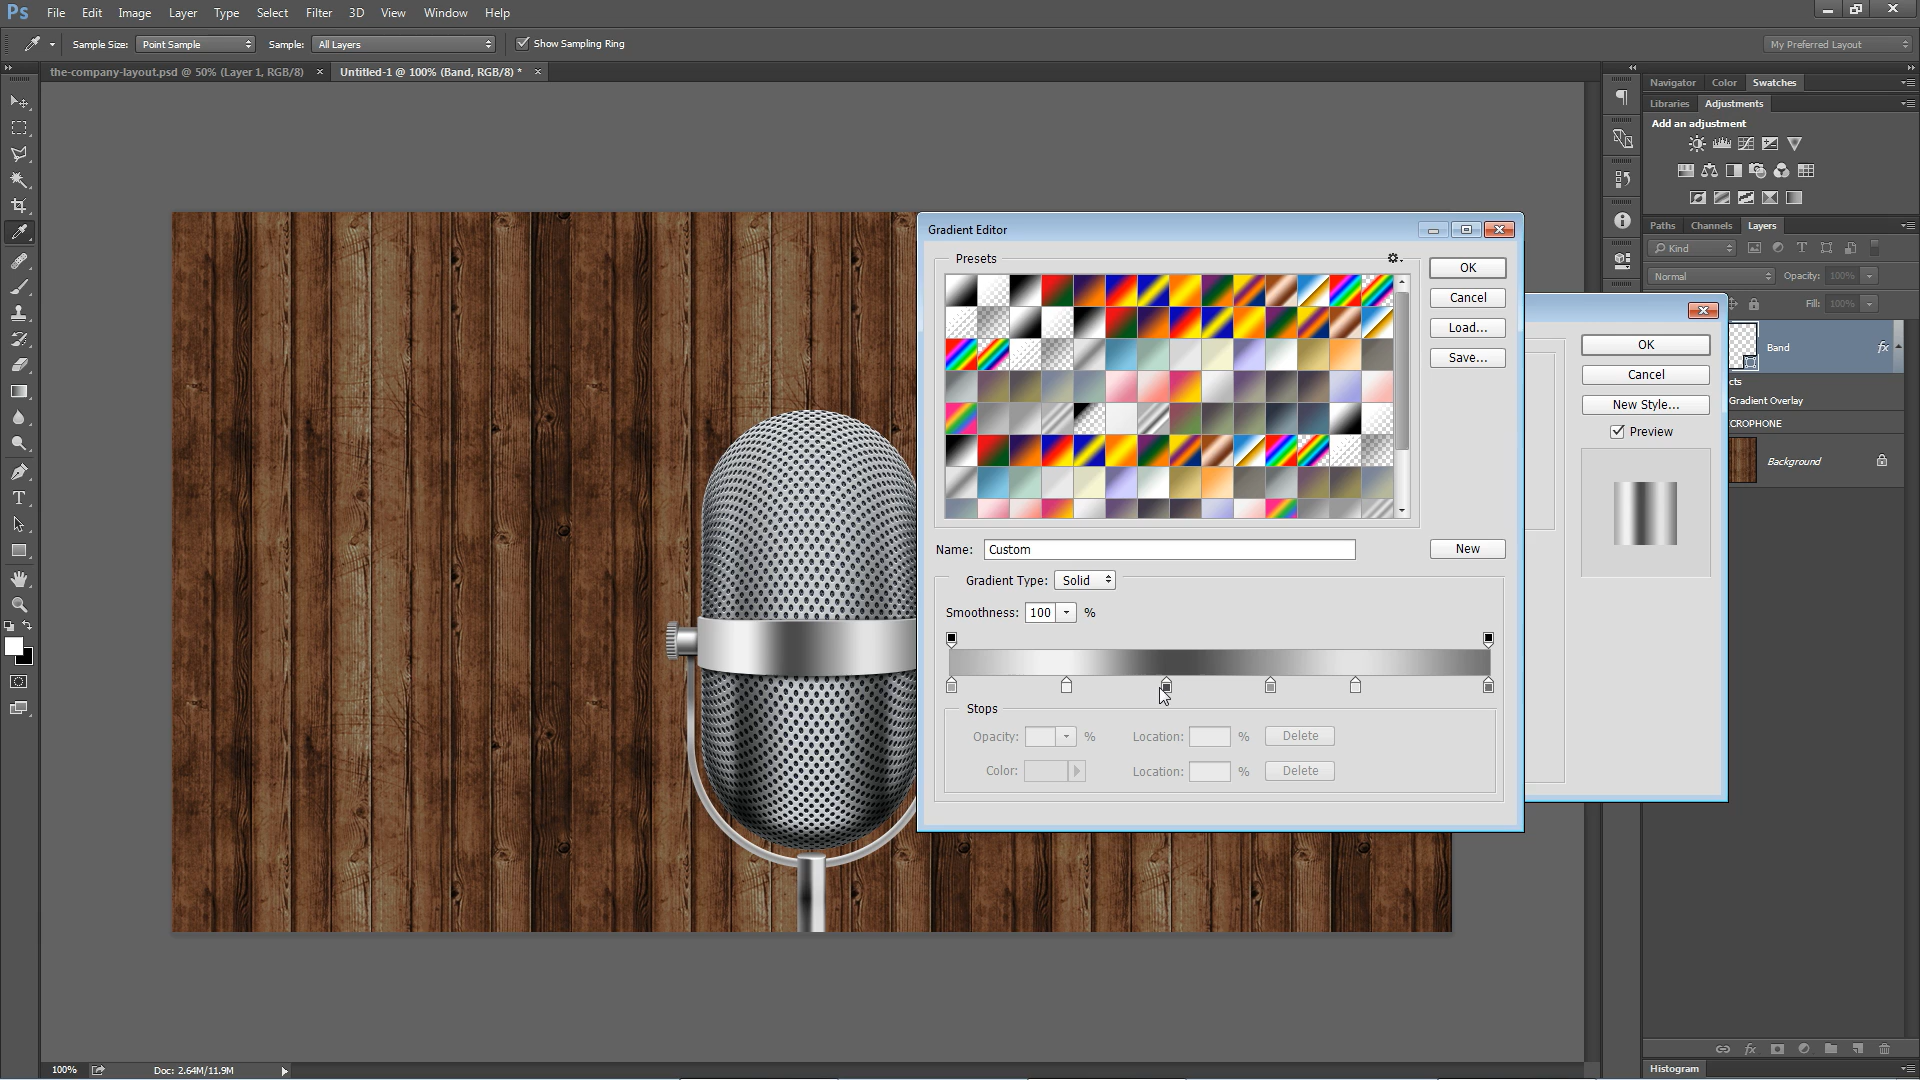 Ps File Edit Image Layer Type Select Filter 3D View Window Help
Sample Size: Point Sample Sample: All Layers Show Sampling Ring My Preferred Layout
the-company-layout.psd @ 50% (Layer 1, RGB/8) × Untitled-1 @ 100% (Band, RGB/8) * ×
Navigator Color Swatches
Libraries Adjustments
Add an adjustment
Paths Channels Layers
Kind
Normal Opacity: 100%
Fill: 100%
Band fx
cts
Gradient Overlay
CROPHONE
Background
Gradient Editor
Presets
OK
Cancel
Load...
Save...
Name: Custom New
Gradient Type: Solid
Smoothness: 100 %
Stops
Opacity: % Location: % Delete
Color: Location: % Delete
OK
Cancel
New Style...
Preview
100% Doc: 2.64M/11.9M
fx
Histogram